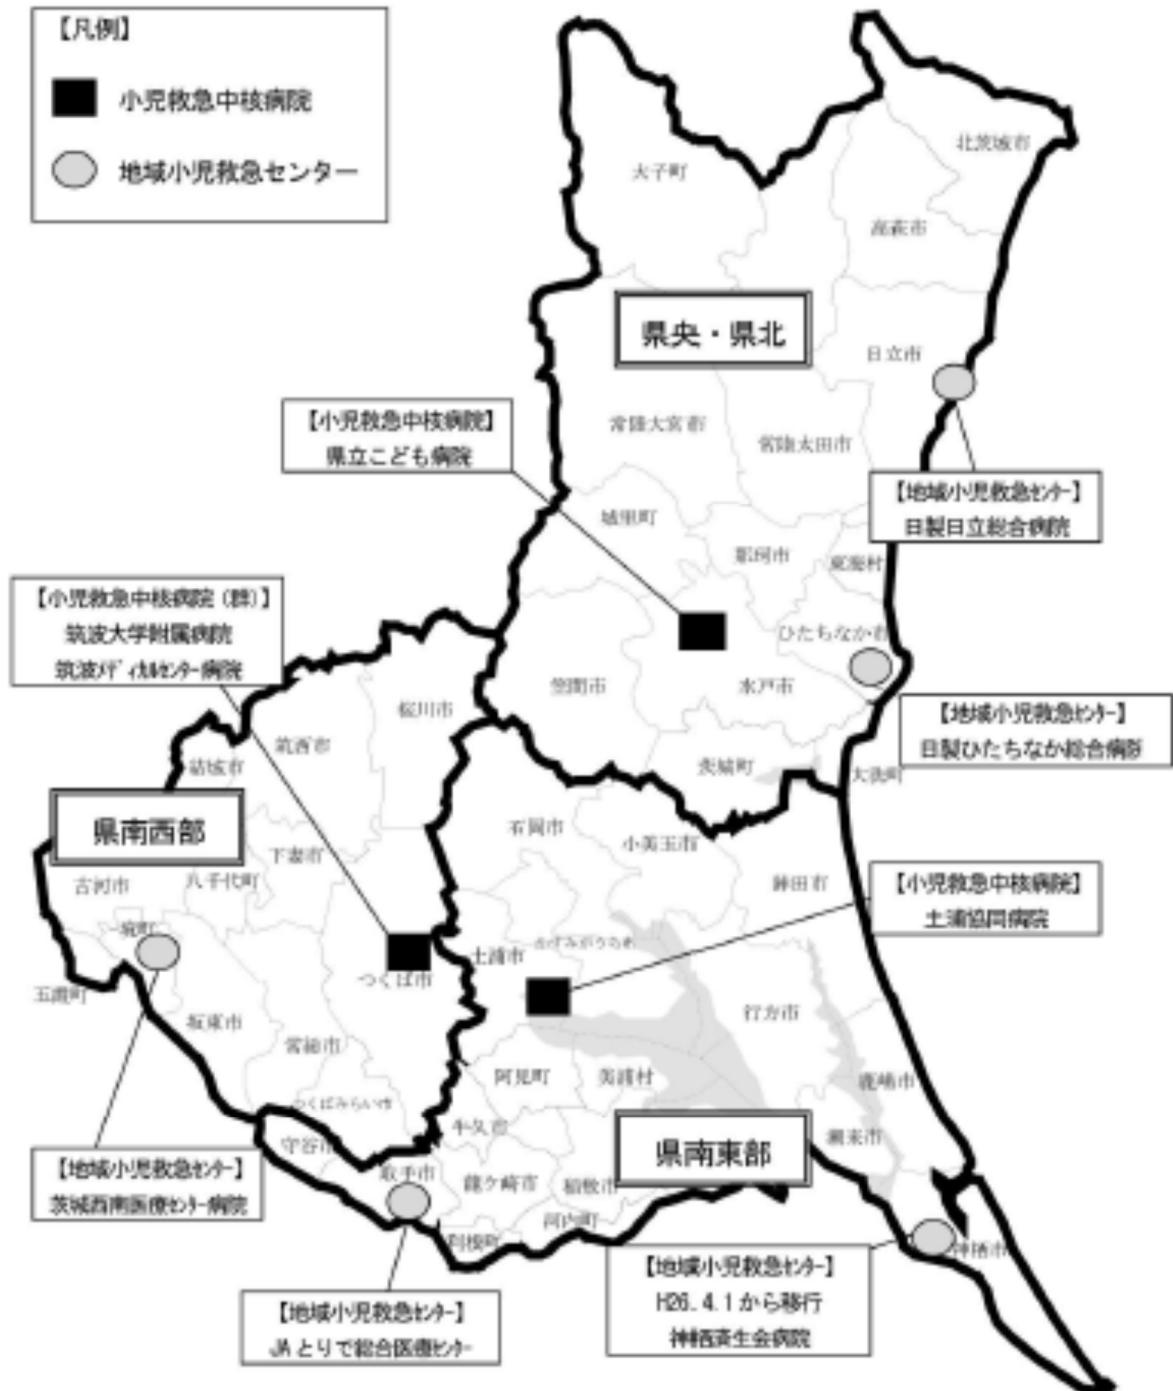 【凡例】
小児救急中核病院
地域小児救急センター
北茨城市
大子町
高萩市
県央・県北
日立市
【小児救急中核病院】
県立こども病院
常陸大宮市
常陸太田市
【地域小児救急センター】
日製日立総合病院
城里町
那珂市
東海村
【小児救急中核病院(群)】
筑波大学附属病院
筑波メディカルセンター病院
ひたちなか市
笠間市
水戸市
桜川市
【地域小児救急センター】
日製ひたちなか総合病院
筑西市
結城市
茨城町
大洗町
県南西部
石岡市
小美玉市
下妻市
八千代町
古河市
鉾田市
【小児救急中核病院】
土浦協同病院
境町
土浦市
かすみがうら市
つくば市
五霞町
坂東市
行方市
常総市
阿見町
美浦村
鹿嶋市
つくばみらい市
牛久市
県南東部
潮来市
守谷市
取手市
龍ケ崎市
稲敷市
【地域小児救急センター】
茨城西南医療センター病院
河内町
利根町
神栖市
【地域小児救急センター】
H26.4.1から移行
神栖済生会病院
【地域小児救急センター】
JAとりで総合医療センター